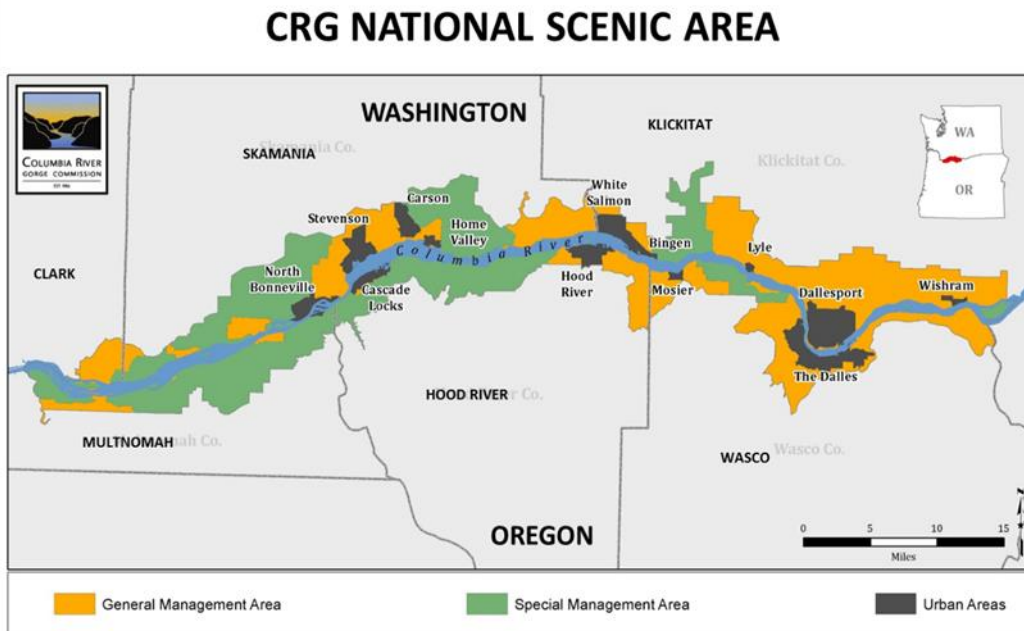 CRG NATIONAL SCENIC AREA
COLUMBIA RIVER
GORGE COMMISSION
WASHINGTON
KLICKITAT
Klickitat Co.
SKAMANIA
Skamania Co.
WA
OR
CLARK
White
Salmon
Carson
Stevenson
Home
Valley
Columbia River
Bingen
Lyle
North
Bonneville
Cascade
Locks
Hood
River
Mosier
Dallesport
Wishram
The Dalles
HOOD RIVER
Co.
MULTNOMAH
Co.
WASCO
Wasco Co.
OREGON
0 5 10 15
Miles
General Management Area
Special Management Area
Urban Areas